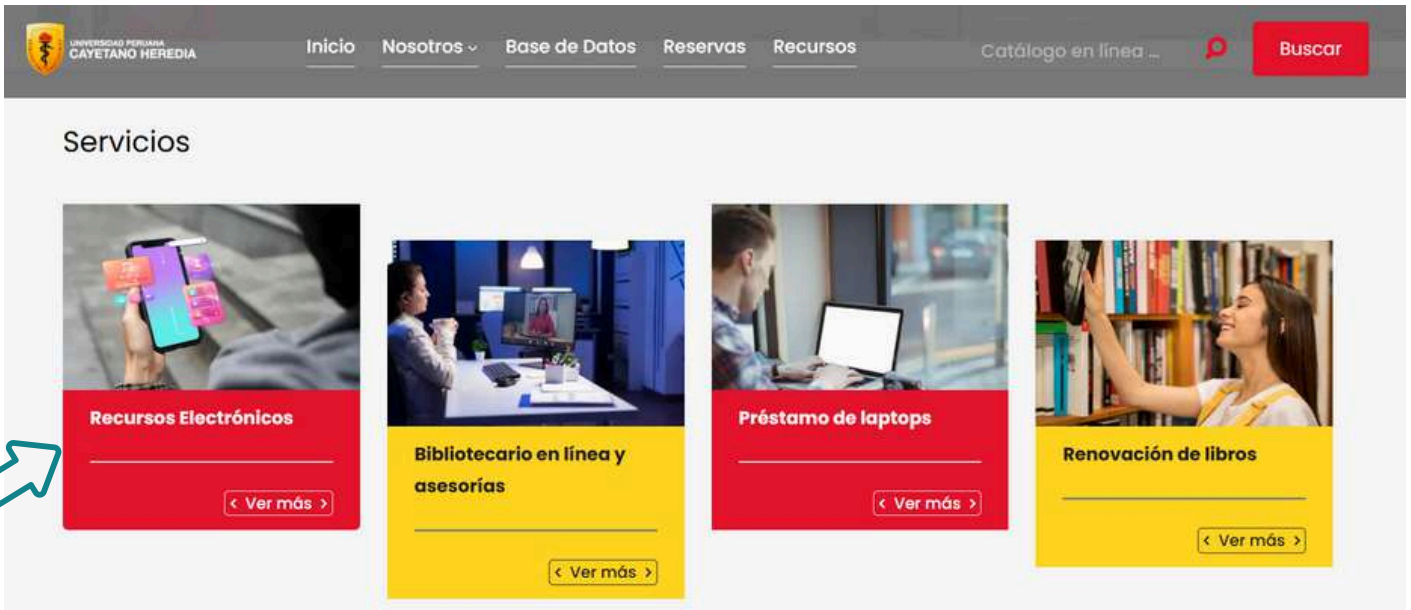 UNIVERSIDAD PERUANA
CAYETANO HEREDIA
Inicio
Nosotros
Base de Datos
Reservas
Recursos
Catálogo en línea ...
Buscar
Servicios
Recursos Electrónicos
< Ver más >
Bibliotecario en línea y
asesorías
< Ver más >
Préstamo de laptops
< Ver más >
Renovación de libros
< Ver más >